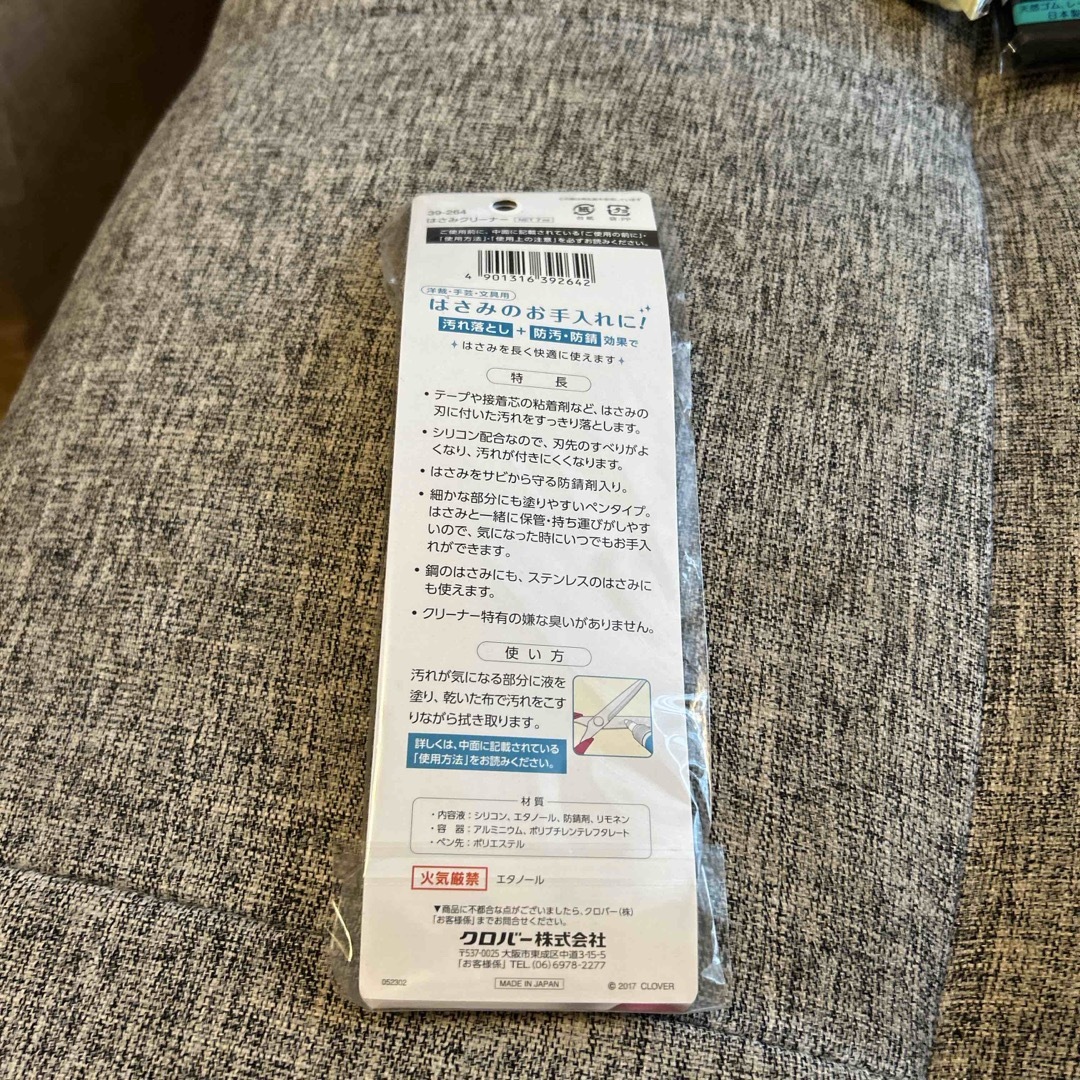 天然ゴム、
日本製
39-264
はさみクリーナー
NET 7㎖
台紙
袋:PP
ご使用前に、中面に記載されている「ご使用の前に」・
「使用方法」・「使用上の注意」を必ずお読みください。
4 901316 392642
洋裁・手芸・文具用
はさみのお手入れに!
汚れ落とし + 防汚・防錆 効果で
はさみを長く快適に使えます
特 長
・テープや接着芯の粘着剤など、はさみの
刃に付いた汚れをすっきり落とします。
・シリコン配合なので、刃先のすべりがよ
くなり、汚れが付きにくくなります。
・はさみをサビから守る防錆剤入り。
・細かな部分にも塗りやすいペンタイプ。
はさみと一緒に保管・持ち運びがしやす
いので、気になった時にいつでもお手入
れができます。
・鋼のはさみにも、ステンレスのはさみに
も使えます。
・クリーナー特有の嫌な臭いがありません。
使 い 方
汚れが気になる部分に液を
塗り、乾いた布で汚れをこす
りながら拭き取ります。
詳しくは、中面に記載されている
「使用方法」をお読みください。
材 質
・内容液:シリコン、エタノール、防錆剤、リモネン
・容 器:アルミニウム、ポリブチレンテレフタレート
・ペン先:ポリエステル
火気厳禁 エタノール
▼商品に不都合な点がございましたら、クロバー(株)
「お客様係」までお問合せください。
クロバー株式会社
〒537-0025 大阪市東成区中道3-15-5
「お客様係」TEL.(06)6978-2277
052302
MADE IN JAPAN
© 2017 CLOVER